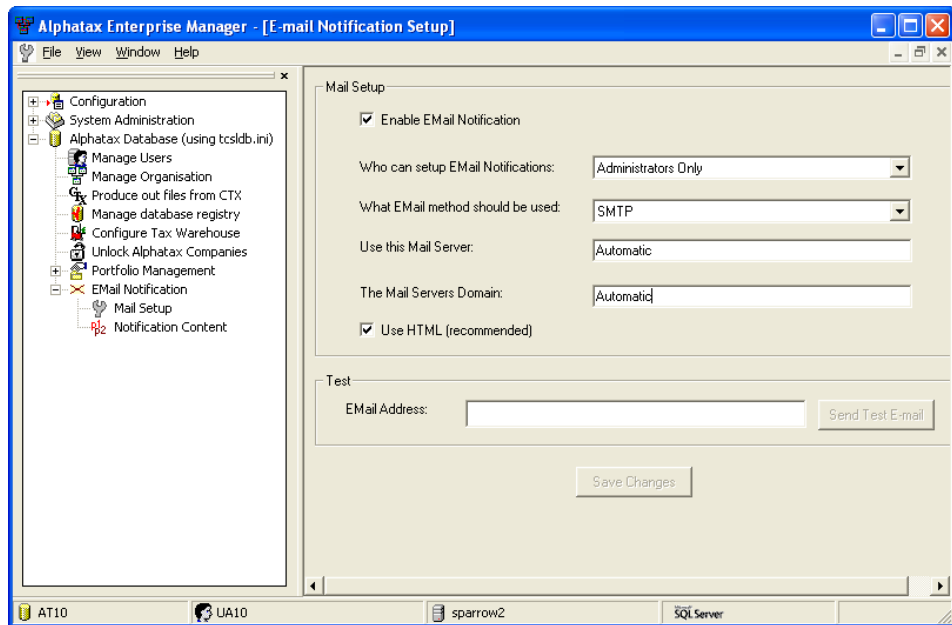 Alphatax Enterprise Manager - [E-mail Notification Setup]
File View Window Help
Configuration
System Administration
Alphatax Database (using tcsldb.ini)
Manage Users
Manage Organisation
Produce out files from CTX
Manage database registry
Configure Tax Warehouse
Unlock Alphatax Companies
Portfolio Management
EMail Notification
Mail Setup
Notification Content
Mail Setup
Enable EMail Notification
Who can setup EMail Notifications: Administrators Only
What EMail method should be used: SMTP
Use this Mail Server: Automatic
The Mail Servers Domain: Automatic
Use HTML (recommended)
Test
EMail Address: Send Test E-mail
Save Changes
AT10 UA10 sparrow2 SQL Server